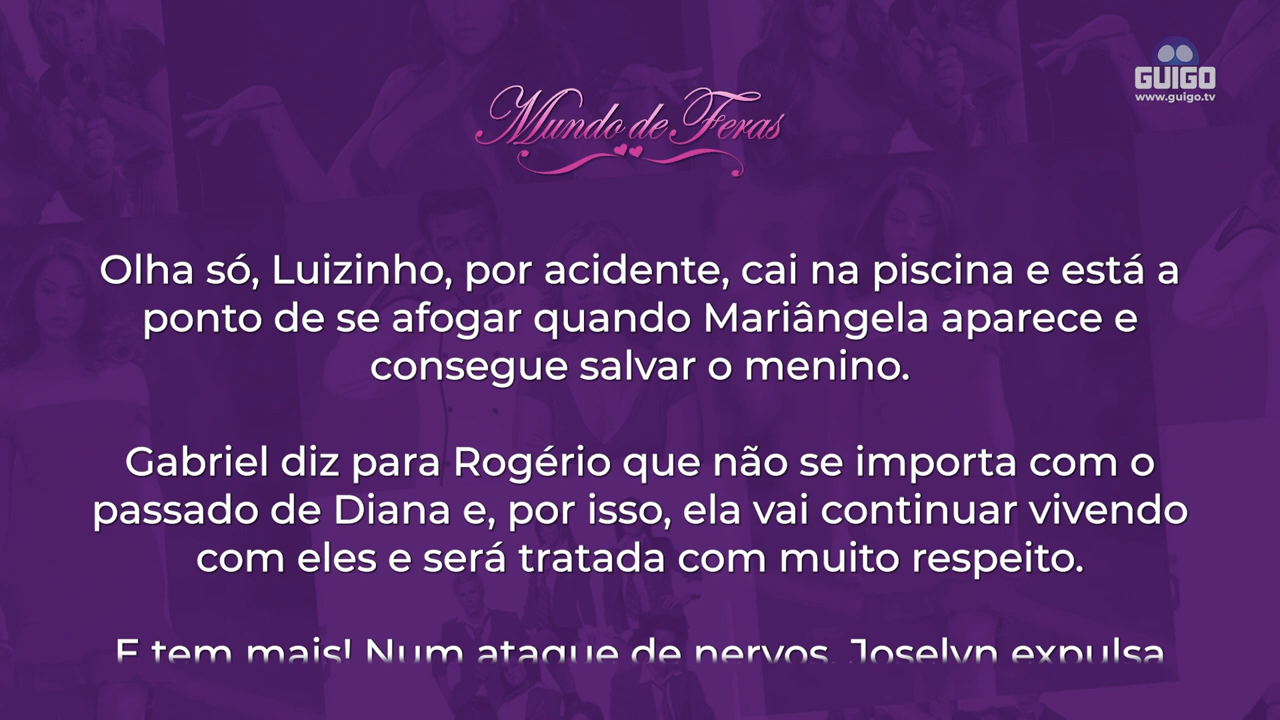 GUIGO
www.guigo.tv
Mundo de Feras
Olha só, Luizinho, por acidente, cai na piscina e está a
ponto de se afogar quando Mariângela aparece e
consegue salvar o menino.
Gabriel diz para Rogério que não se importa com o
passado de Diana e, por isso, ela vai continuar vivendo
com eles e será tratada com muito respeito.
E tem mais! Num ataque de nervos, Joselyn expulsa